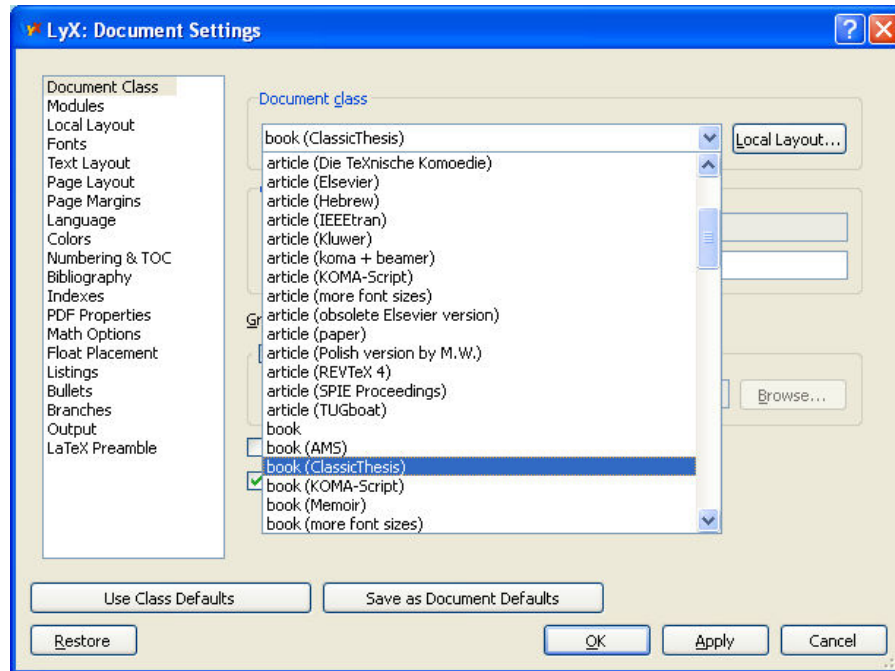 LyX: Document Settings
Document Class
Modules
Local Layout
Fonts
Text Layout
Page Layout
Page Margins
Language
Colors
Numbering & TOC
Bibliography
Indexes
PDF Properties
Math Options
Float Placement
Listings
Bullets
Branches
Output
LaTeX Preamble
Document class
book (ClassicThesis)
Local Layout...
article (Die TeXnische Komoedie)
article (Elsevier)
article (Hebrew)
article (IEEEtran)
article (Kluwer)
article (koma + beamer)
article (KOMA-Script)
article (more font sizes)
Gr
article (obsolete Elsevier version)
article (paper)
article (Polish version by M.W.)
article (REVTeX 4)
article (SPIE Proceedings)
Browse...
article (TUGboat)
book
book (AMS)
book (ClassicThesis)
book (KOMA-Script)
book (Memoir)
book (more font sizes)
Use Class Defaults
Save as Document Defaults
Restore
OK
Apply
Cancel